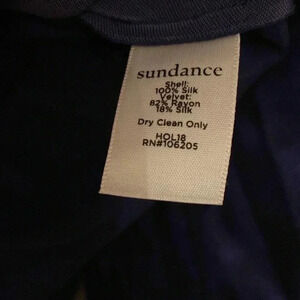 sundance
Shell:
100% Silk
Velvet:
82% Rayon
18% Silk
Dry Clean Only
HOL18
RN#106205